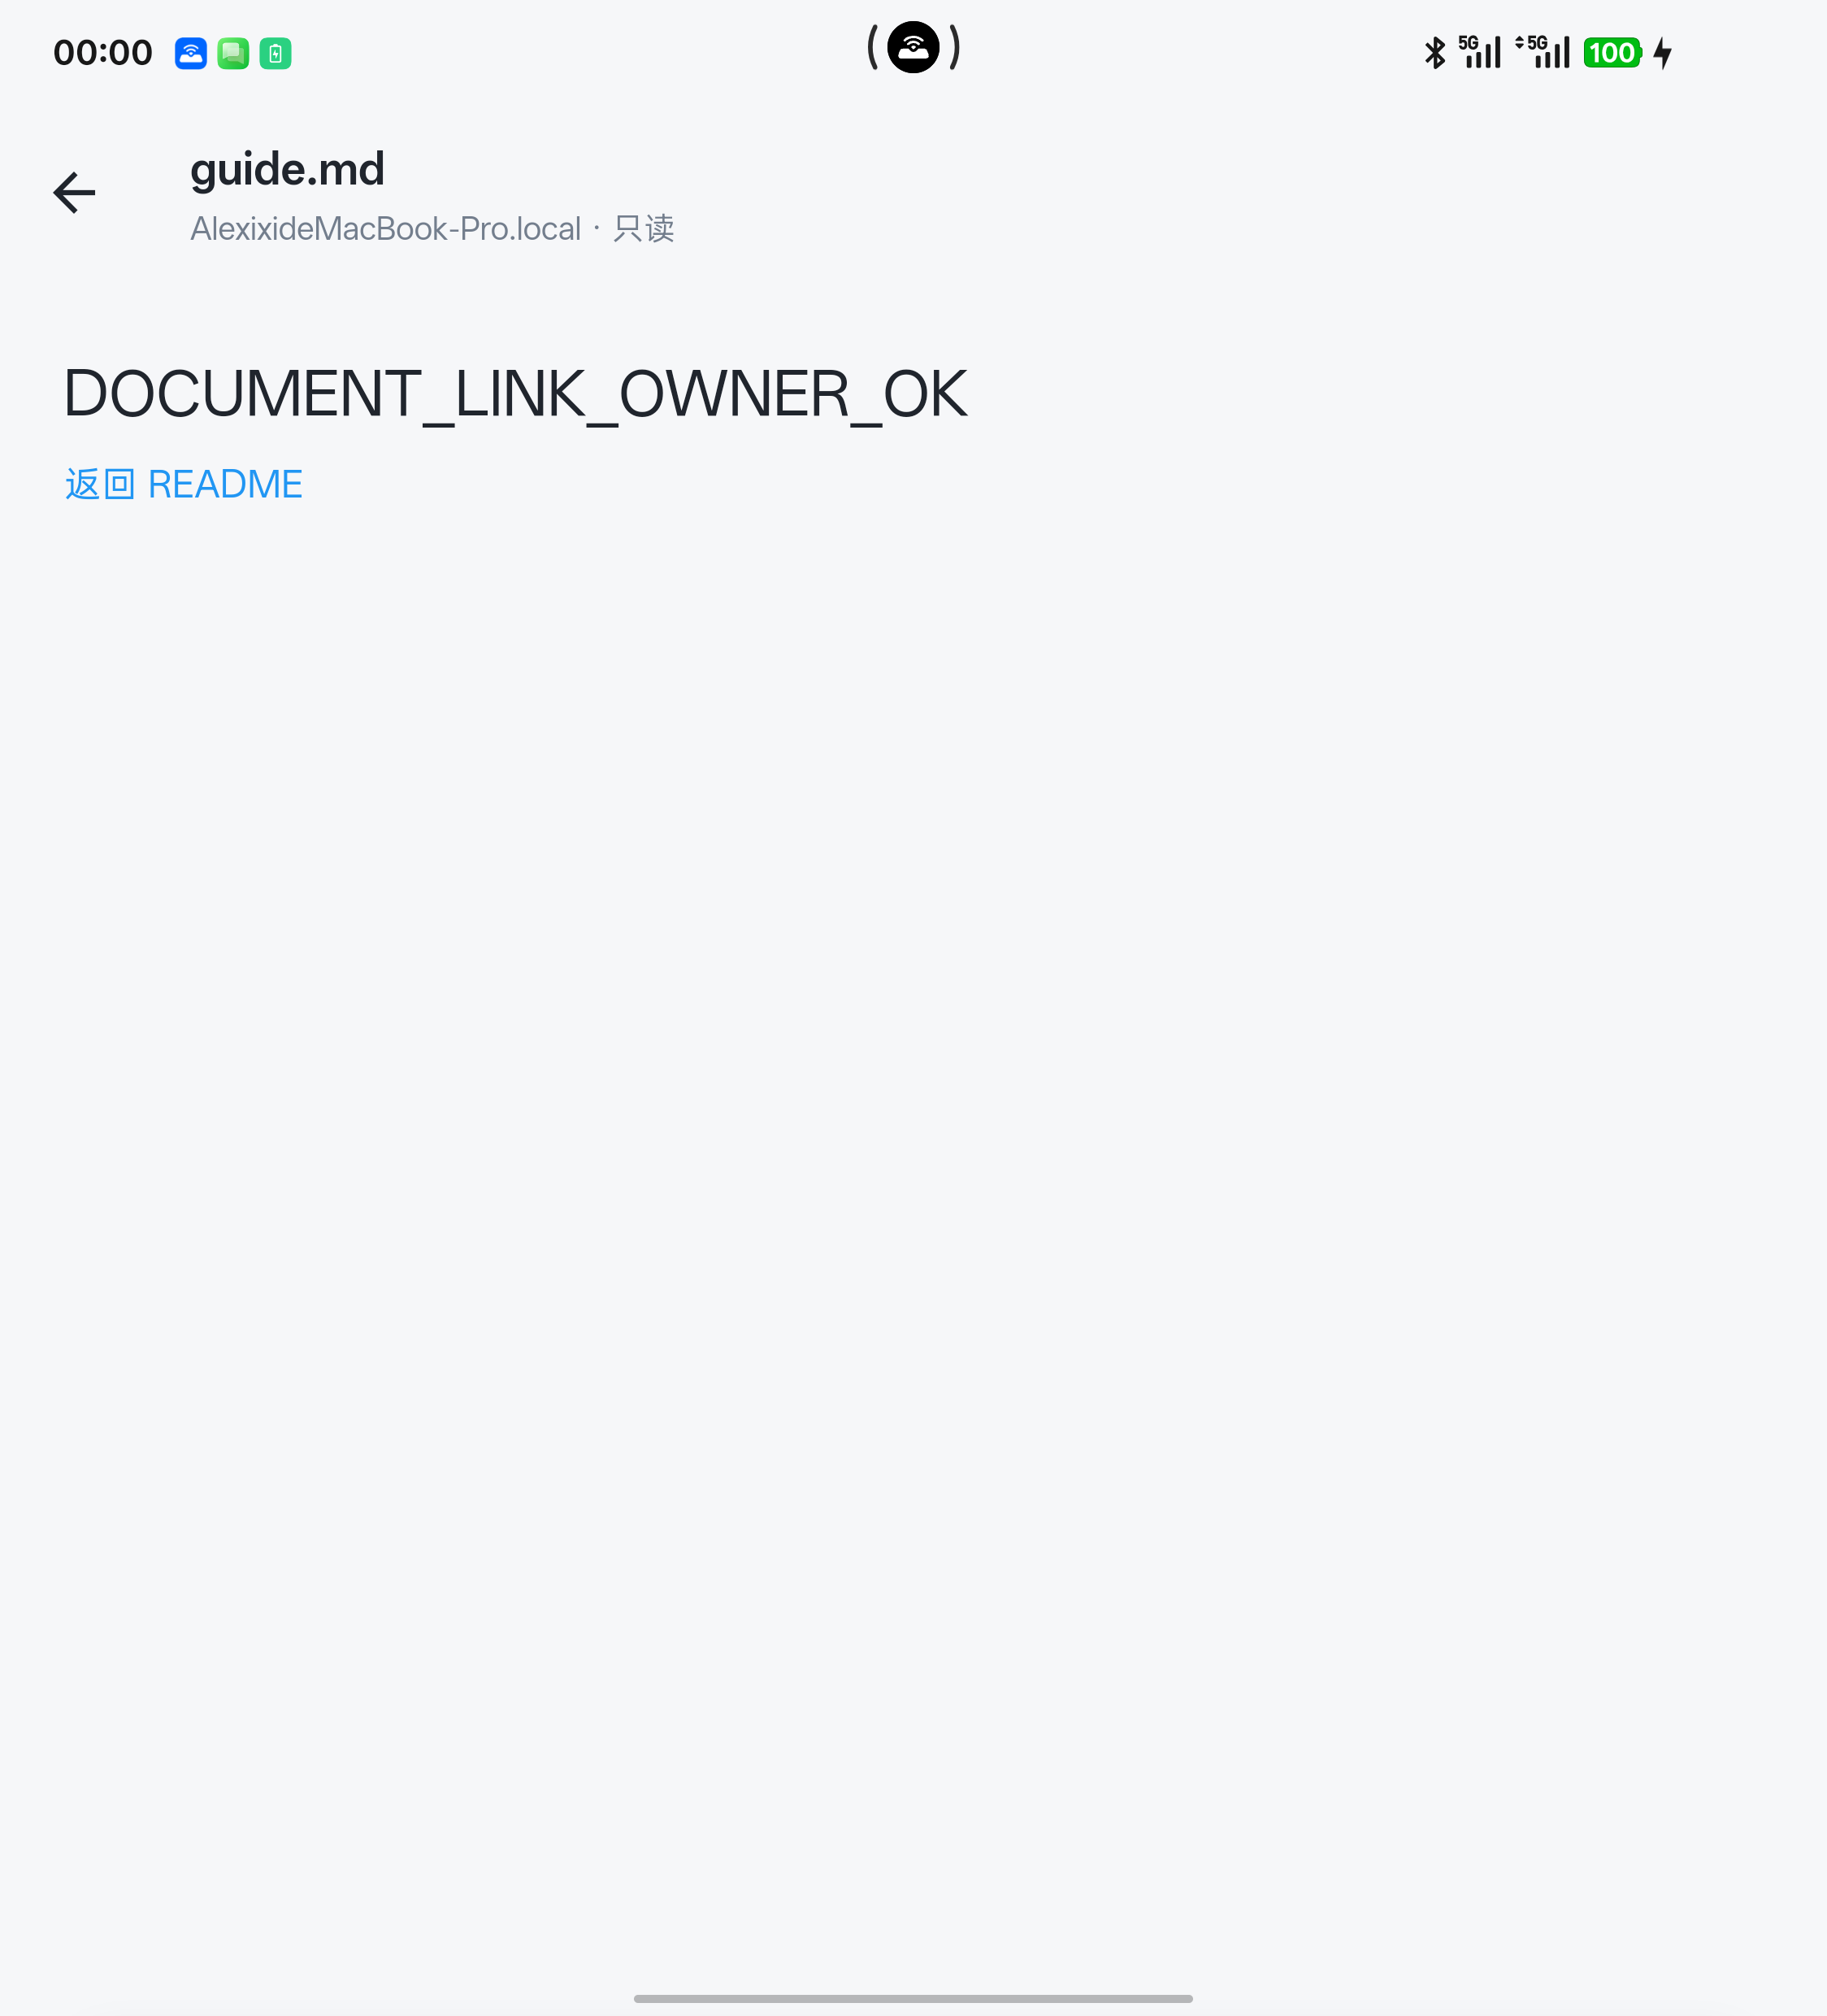 00:00
5G 5G 100
guide.md
AlexixideMacBook-Pro.local · 只读
DOCUMENT_LINK_OWNER_OK
返回 README